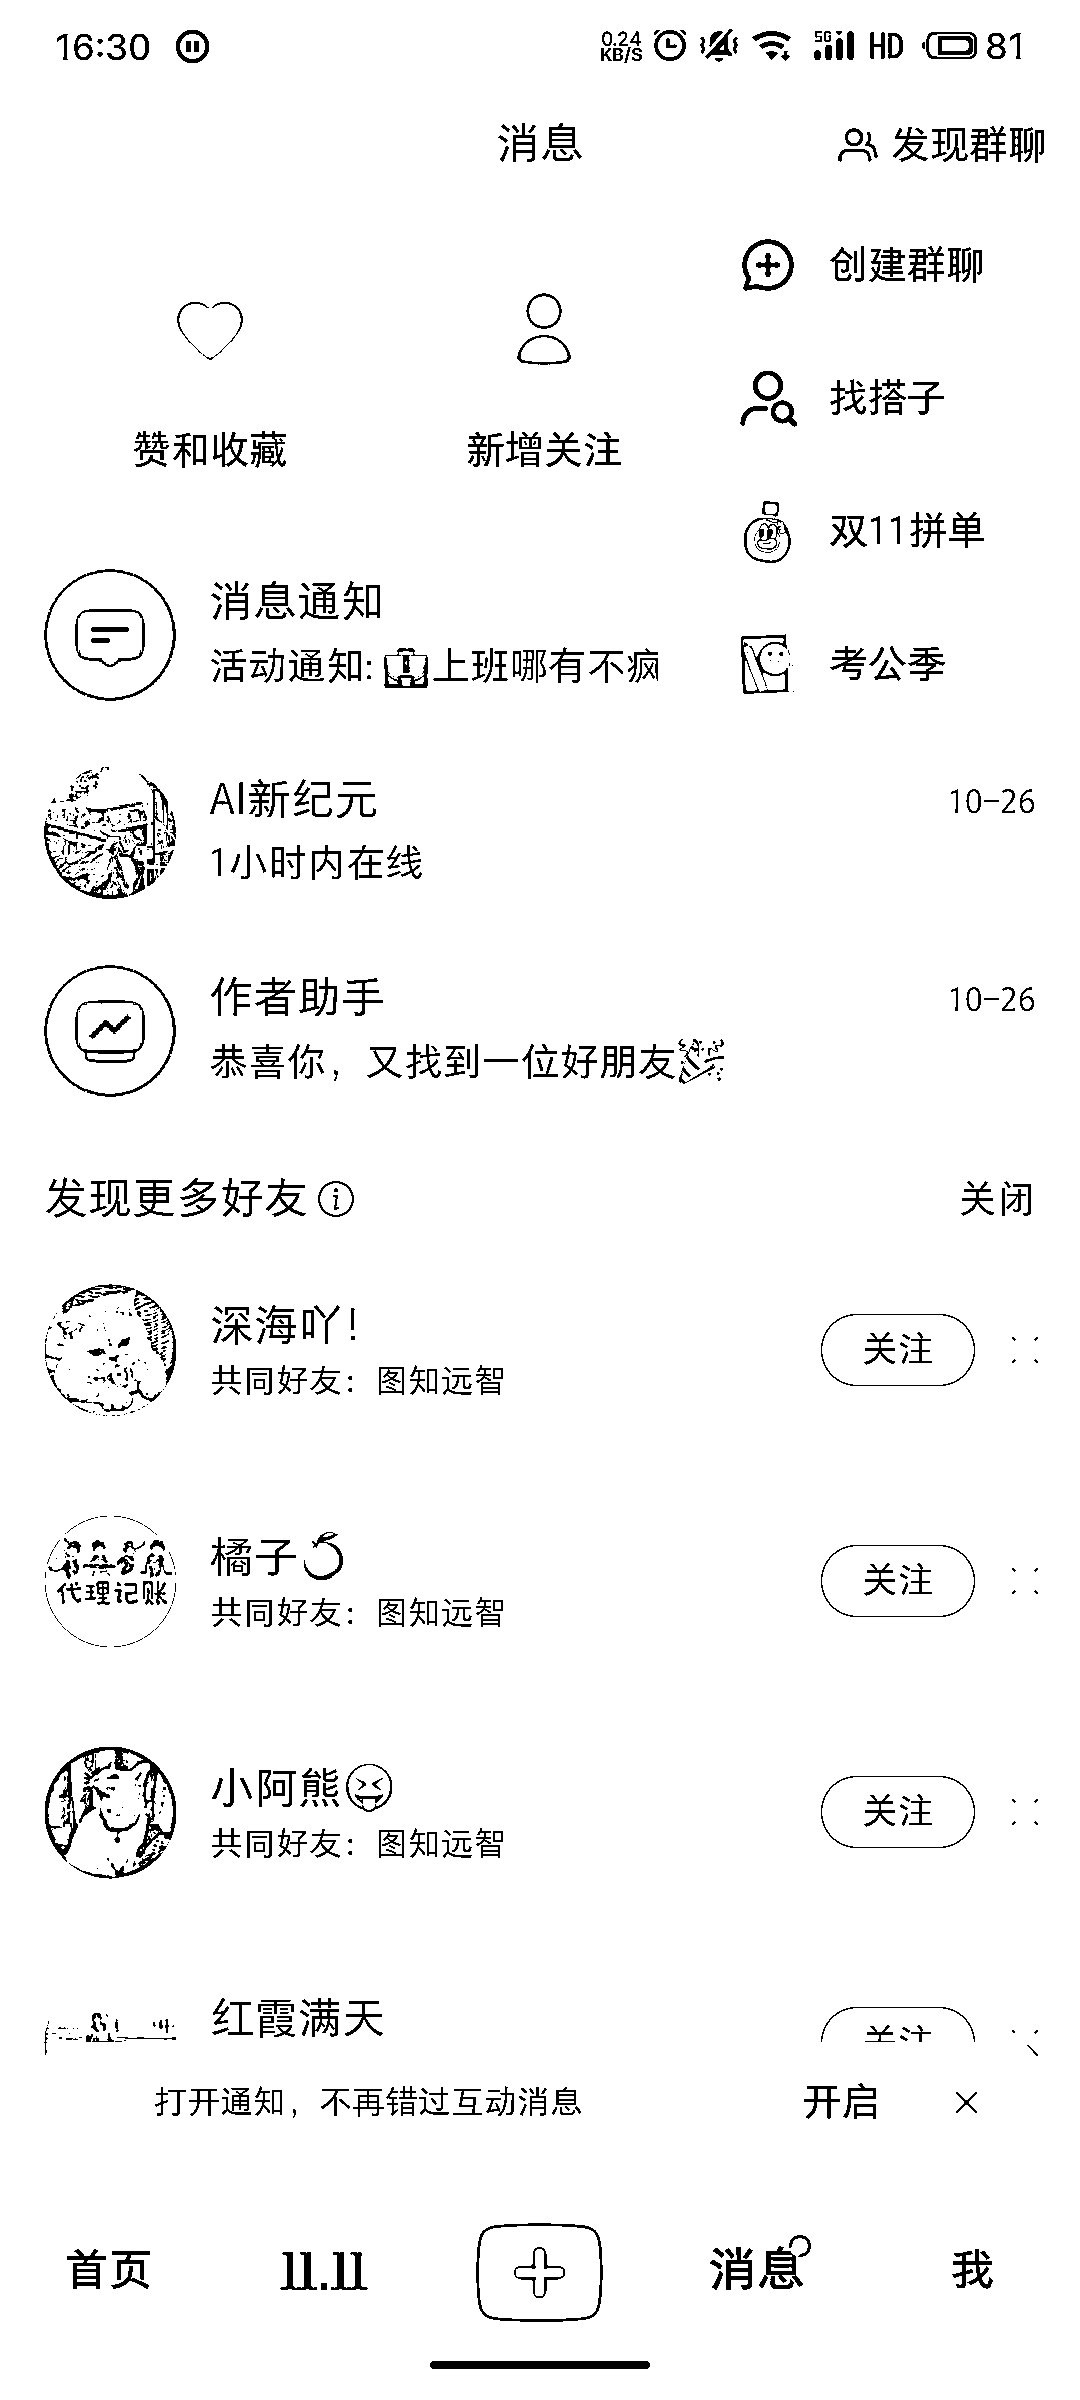 16:30
0.24
KB/S
5G
HD
81
消息
发现群聊
创建群聊
找搭子
双11拼单
考公季
赞和收藏
新增关注
消息通知
活动通知: 上班哪有不疯
AI新纪元
10-26
1小时内在线
作者助手
10-26
恭喜你，又找到一位好朋友
发现更多好友
关闭
深海吖！
共同好友：图知远智
关注
代理记账
橘子
共同好友：图知远智
关注
小阿熊
共同好友：图知远智
关注
红霞满天
关注
打开通知，不再错过互动消息
开启
首页
11.11
消息
我